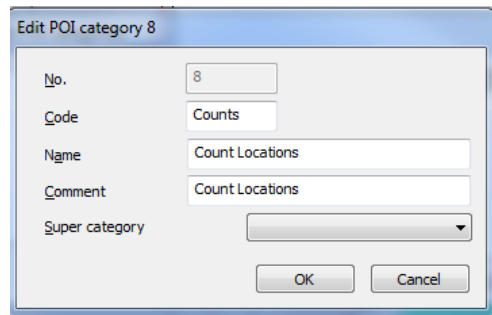 Edit POI category 8
No. 8
Code Counts
Name Count Locations
Comment Count Locations
Super category
OK Cancel